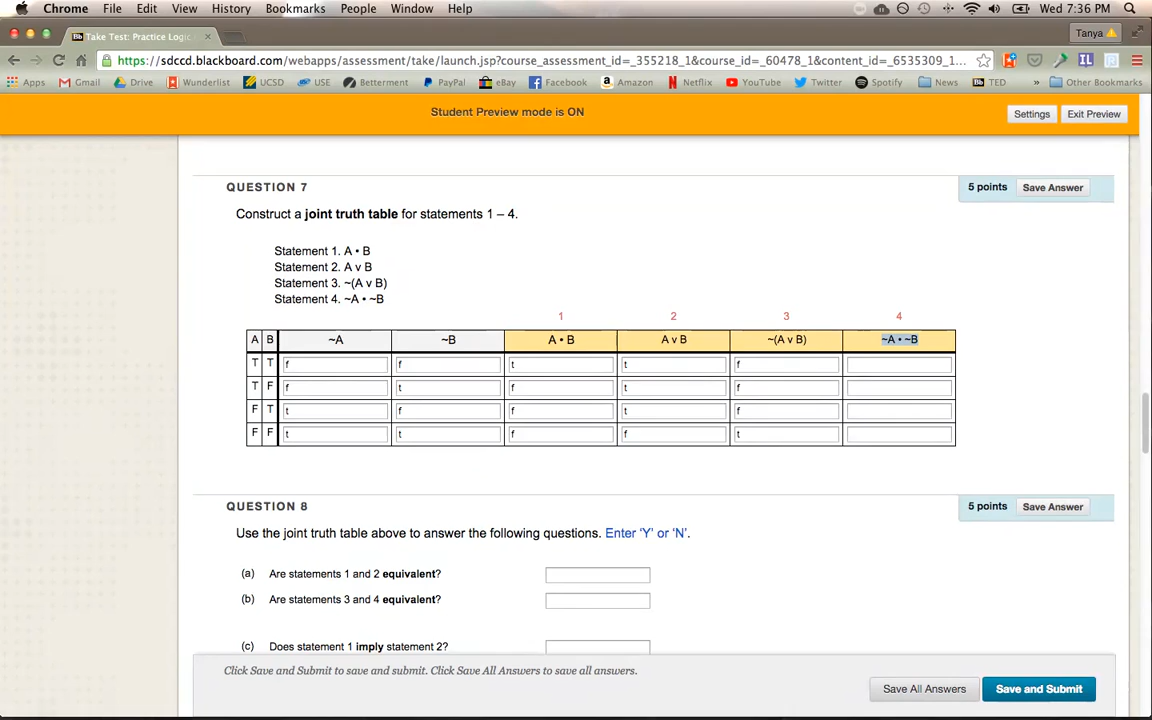 Chrome File Edit View History Bookmarks People Window Help Wed 7:36 PM
Bb Take Test: Practice Logic Tanya
https://sdccd.blackboard.com/webapps/assessment/take/launch.jsp?course_assessment_id=_355218_1&course_id=_60478_1&content_id=_6535309_1...
Apps Gmail Drive Wunderlist UCSD USE Betterment PayPal eBay Facebook Amazon Netflix YouTube Twitter Spotify News Bb TED » Other Bookmarks
Student Preview mode is ON Settings Exit Preview
QUESTION 7 5 points Save Answer
Construct a joint truth table for statements 1 – 4.
Statement 1. A • B
Statement 2. A v B
Statement 3. ~(A v B)
Statement 4. ~A • ~B
1 2 3 4
A B ~A ~B A • B A v B ~(A v B) ~A • ~B
T T f f t t f
T F f t f t f
F T t f f t f
F F t t f f t
QUESTION 8 5 points Save Answer
Use the joint truth table above to answer the following questions. Enter ‘Y’ or ‘N’.
(a) Are statements 1 and 2 equivalent?
(b) Are statements 3 and 4 equivalent?
(c) Does statement 1 imply statement 2?
Click Save and Submit to save and submit. Click Save All Answers to save all answers.
Save All Answers Save and Submit